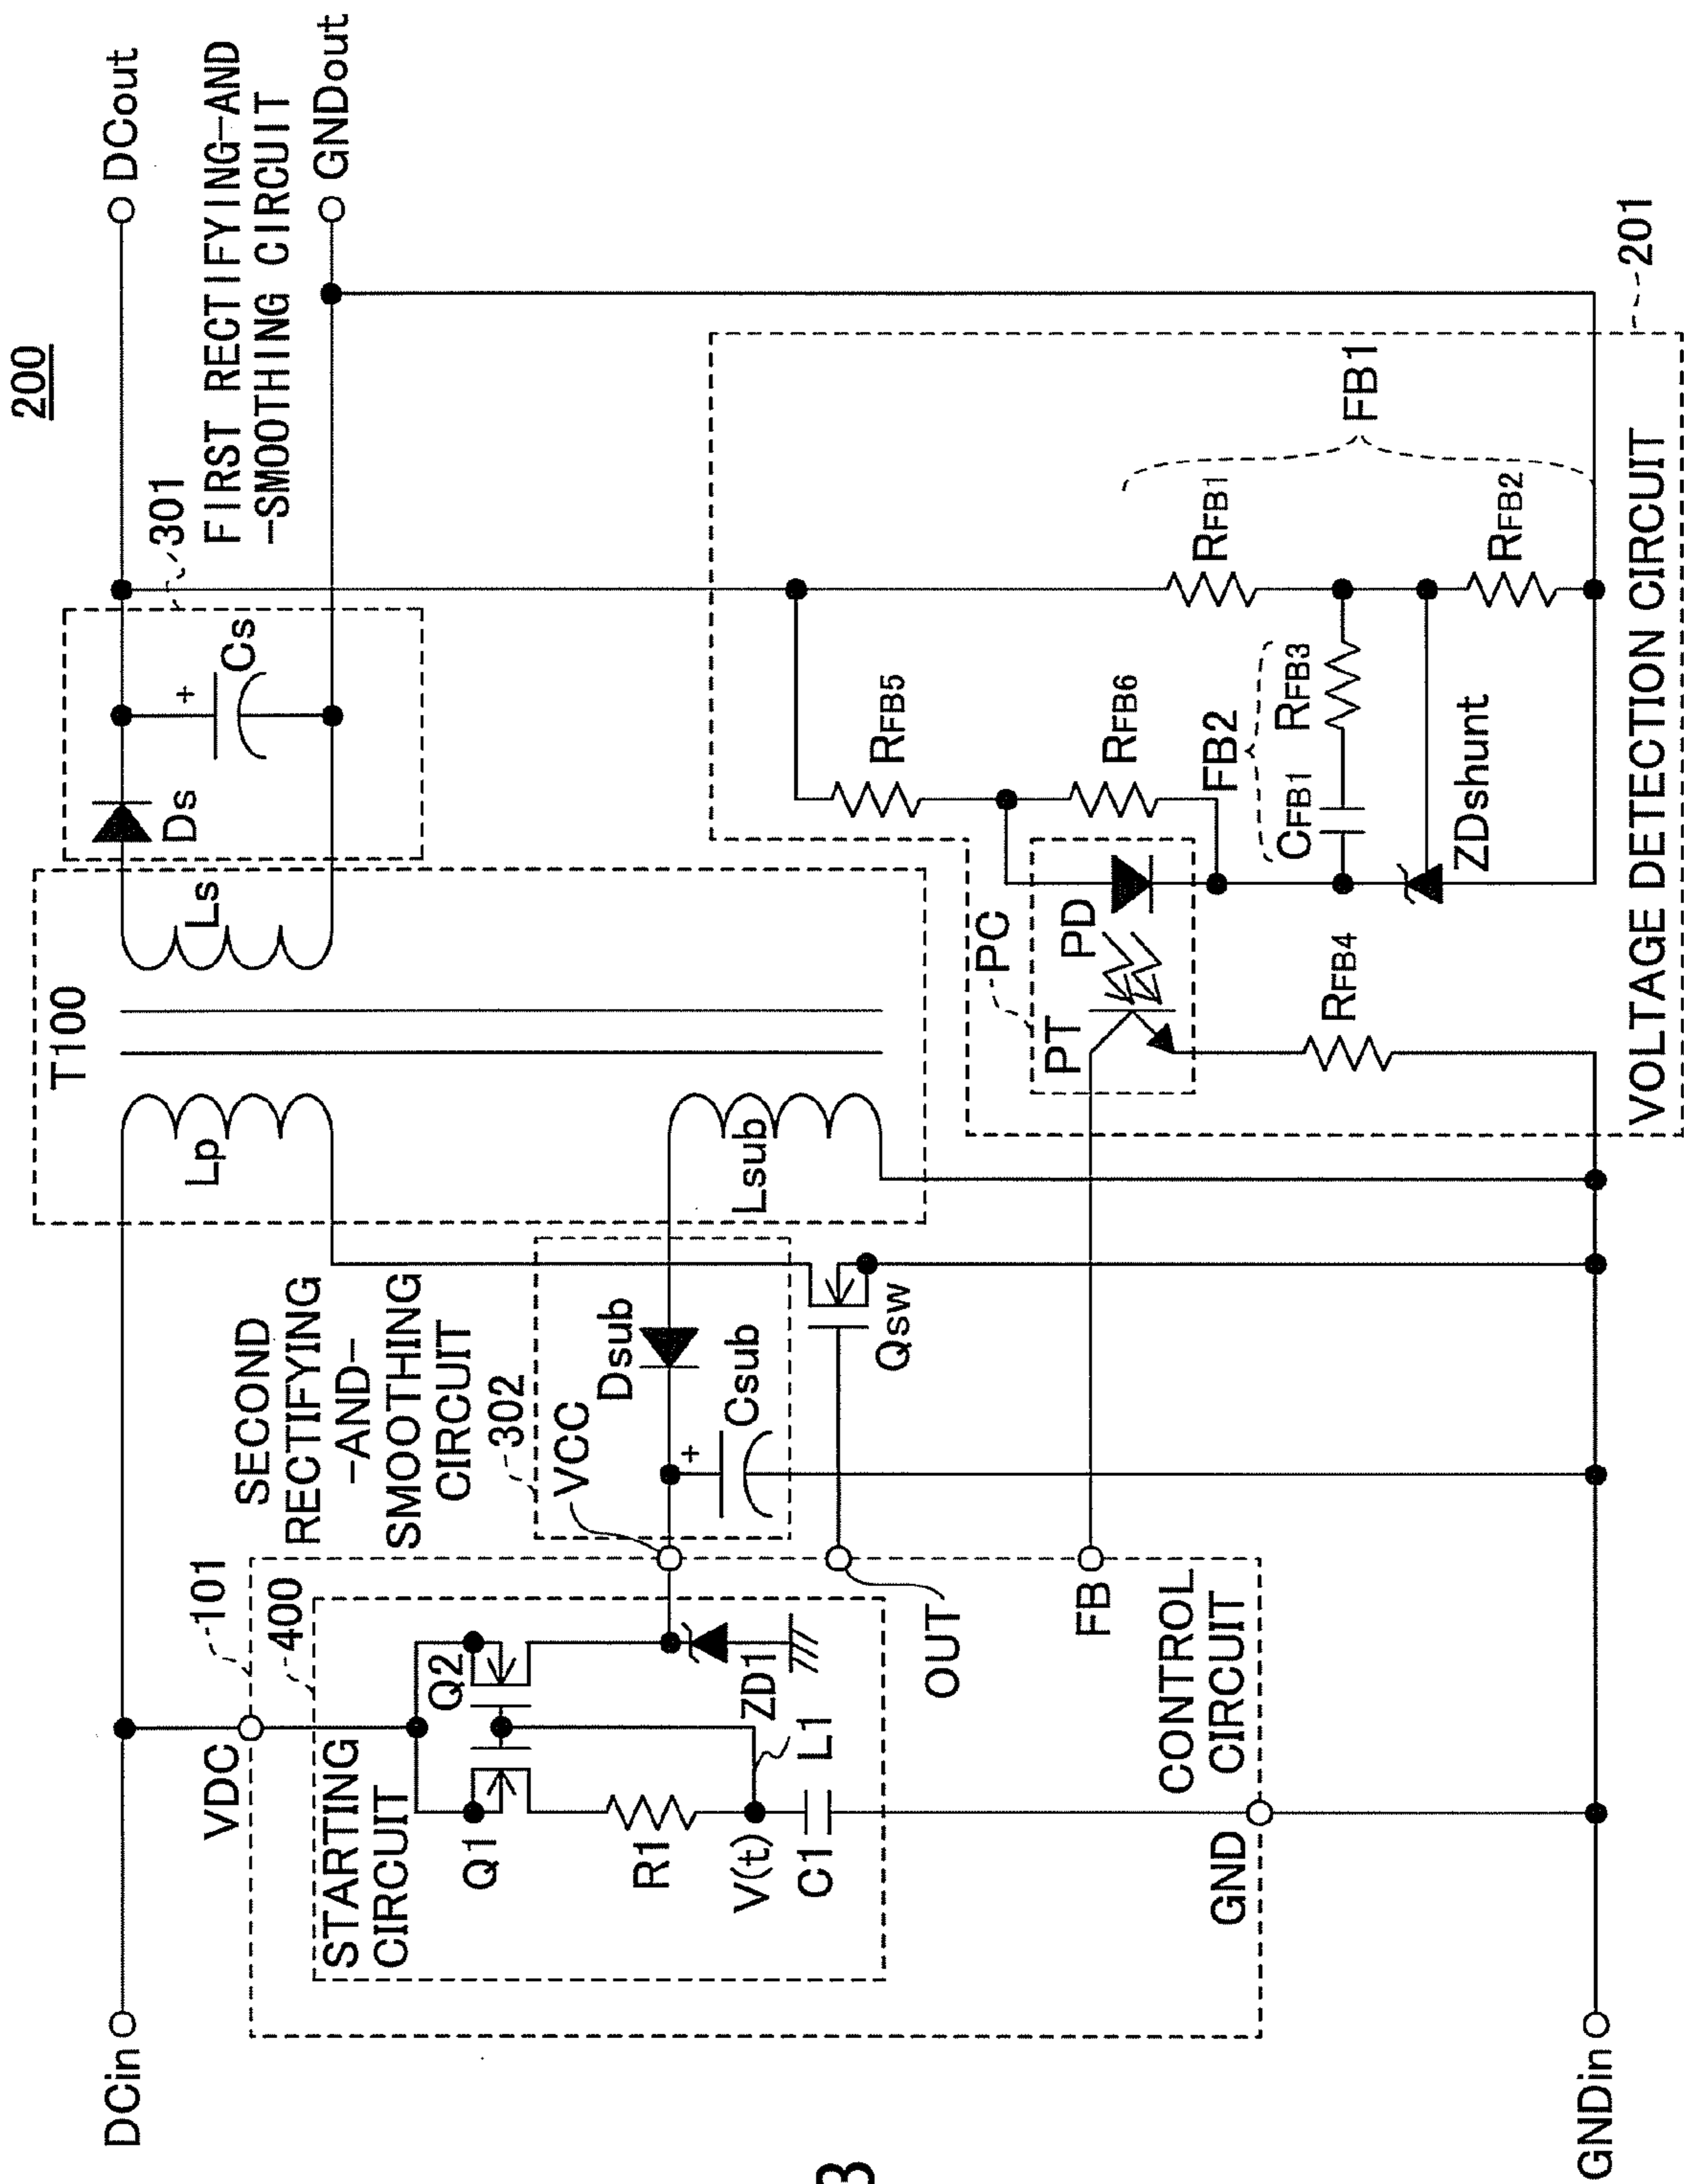 200
DCin
DCout
T100
Lp
Ls
Ds
Cs
+
301
FIRST RECTIFYING-AND
-SMOOTHING CIRCUIT
GNDout
VDC
101
400
STARTING
CIRCUIT
Q1
Q2
R1
V(t)
L1
C1
ZD1
SECOND
RECTIFYING
-AND-
SMOOTHING
CIRCUIT
302
VCC
Dsub
Csub
+
Lsub
Qsw
OUT
FB
CONTROL
CIRCUIT
GND
PC
PT
PD
RFB4
RFB5
RFB6
FB2
CFB1
RFB3
ZDshunt
RFB1
RFB2
FB1
VOLTAGE DETECTION CIRCUIT
201
GNDin
3